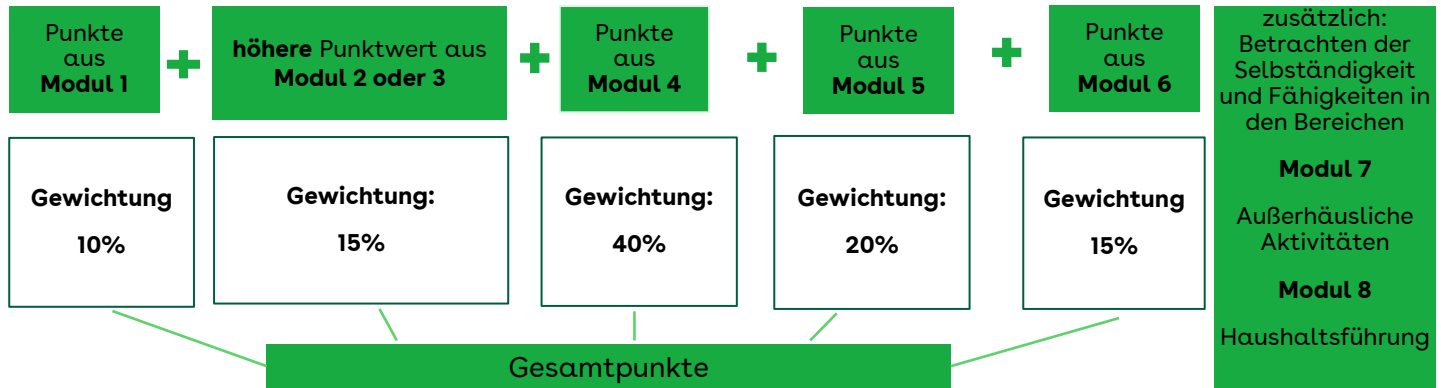 Punkte
aus
Modul 1
höhere Punktwert aus
Modul 2 oder 3
Punkte
aus
Modul 4
Punkte
aus
Modul 5
Punkte
aus
Modul 6
zusätzlich:
Betrachten der
Selbständigkeit
und Fähigkeiten in
den Bereichen
Modul 7
Außerhäusliche
Aktivitäten
Modul 8
Haushaltsführung
Gewichtung
10%
Gewichtung:
15%
Gewichtung:
40%
Gewichtung:
20%
Gewichtung
15%
Gesamtpunkte